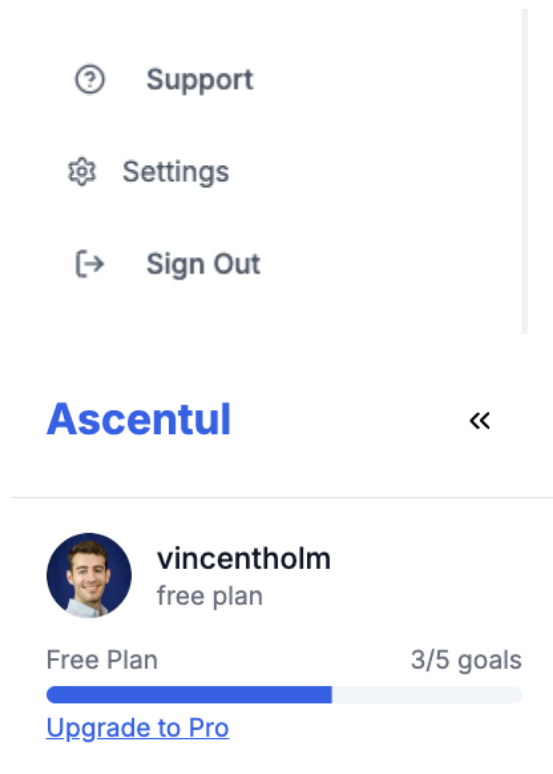 Support
Settings
Sign Out
Ascentul
vincentholm
free plan
Free Plan 3/5 goals
Upgrade to Pro